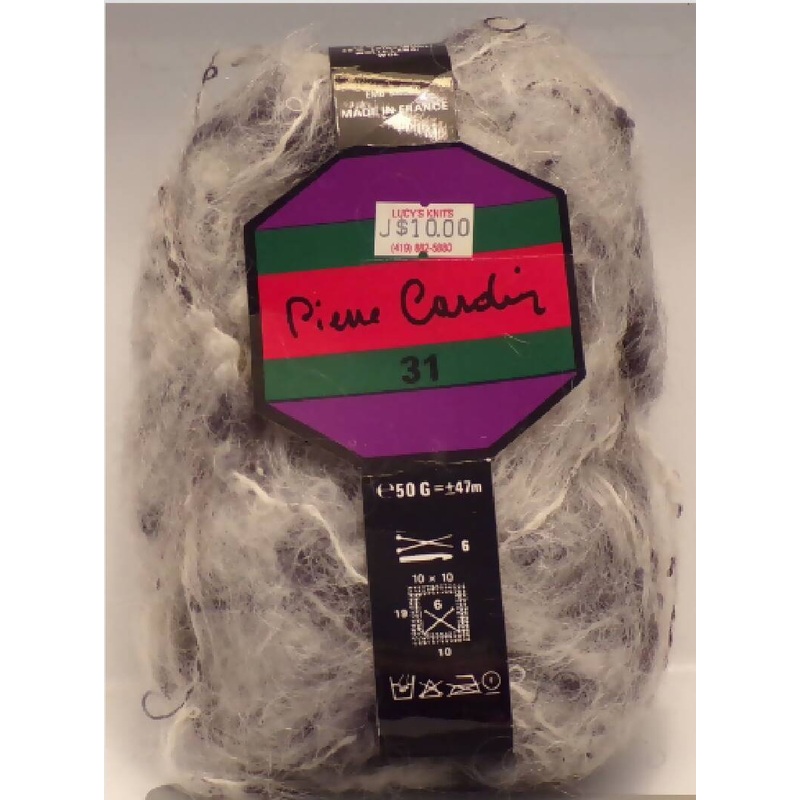 MADE IN FRANCE
LUCY'S KNITS
J$10.00
(419) 882-5880
Pierre Cardin
31
℮50 G=±47m
6
10 × 10
6
19
10